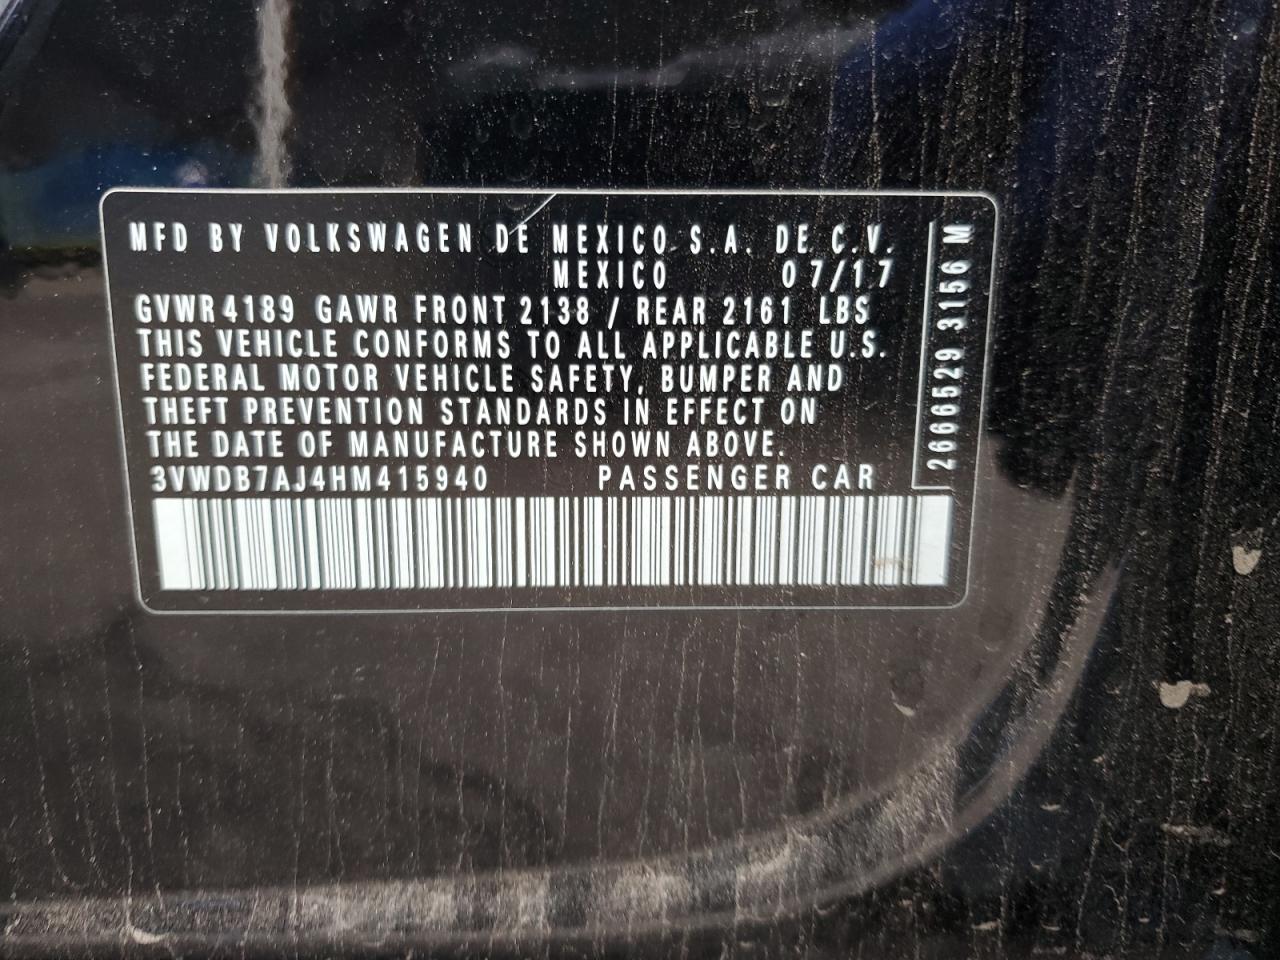 MFD BY VOLKSWAGEN DE MEXICO S.A. DE C.V.
MEXICO 07/17
GVWR 4189 GAWR FRONT 2138 / REAR 2161 LBS
THIS VEHICLE CONFORMS TO ALL APPLICABLE U.S.
FEDERAL MOTOR VEHICLE SAFETY, BUMPER AND
THEFT PREVENTION STANDARDS IN EFFECT ON
THE DATE OF MANUFACTURE SHOWN ABOVE.
3VWDB7AJ4HM415940 PASSENGER CAR
2666529 3156 M